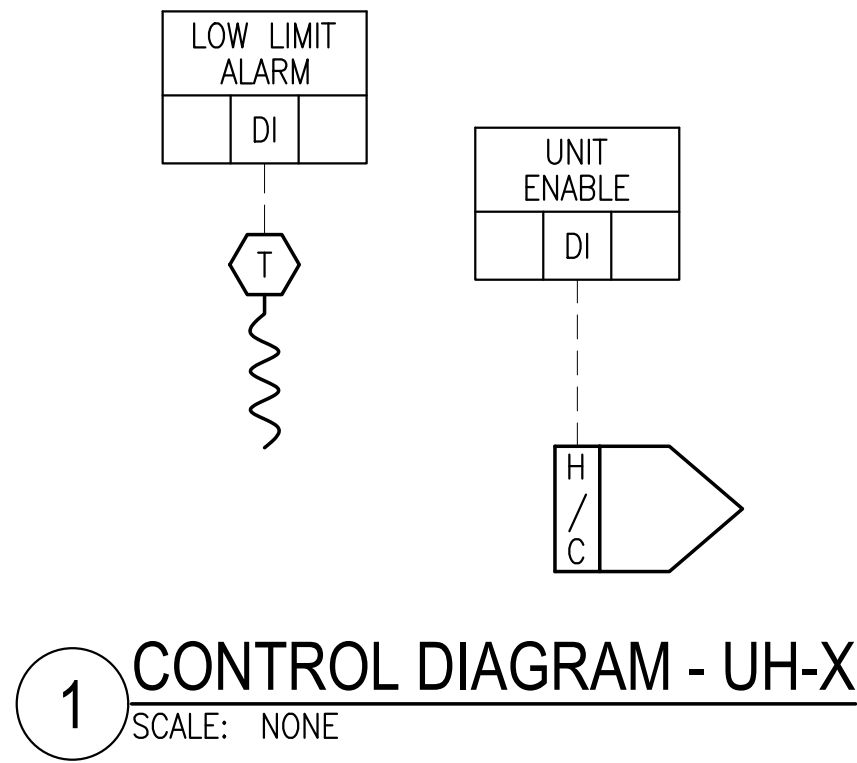 LOW LIMIT
ALARM
DI
T
UNIT
ENABLE
DI
H
/
C
1
CONTROL DIAGRAM - UH-X
SCALE: NONE